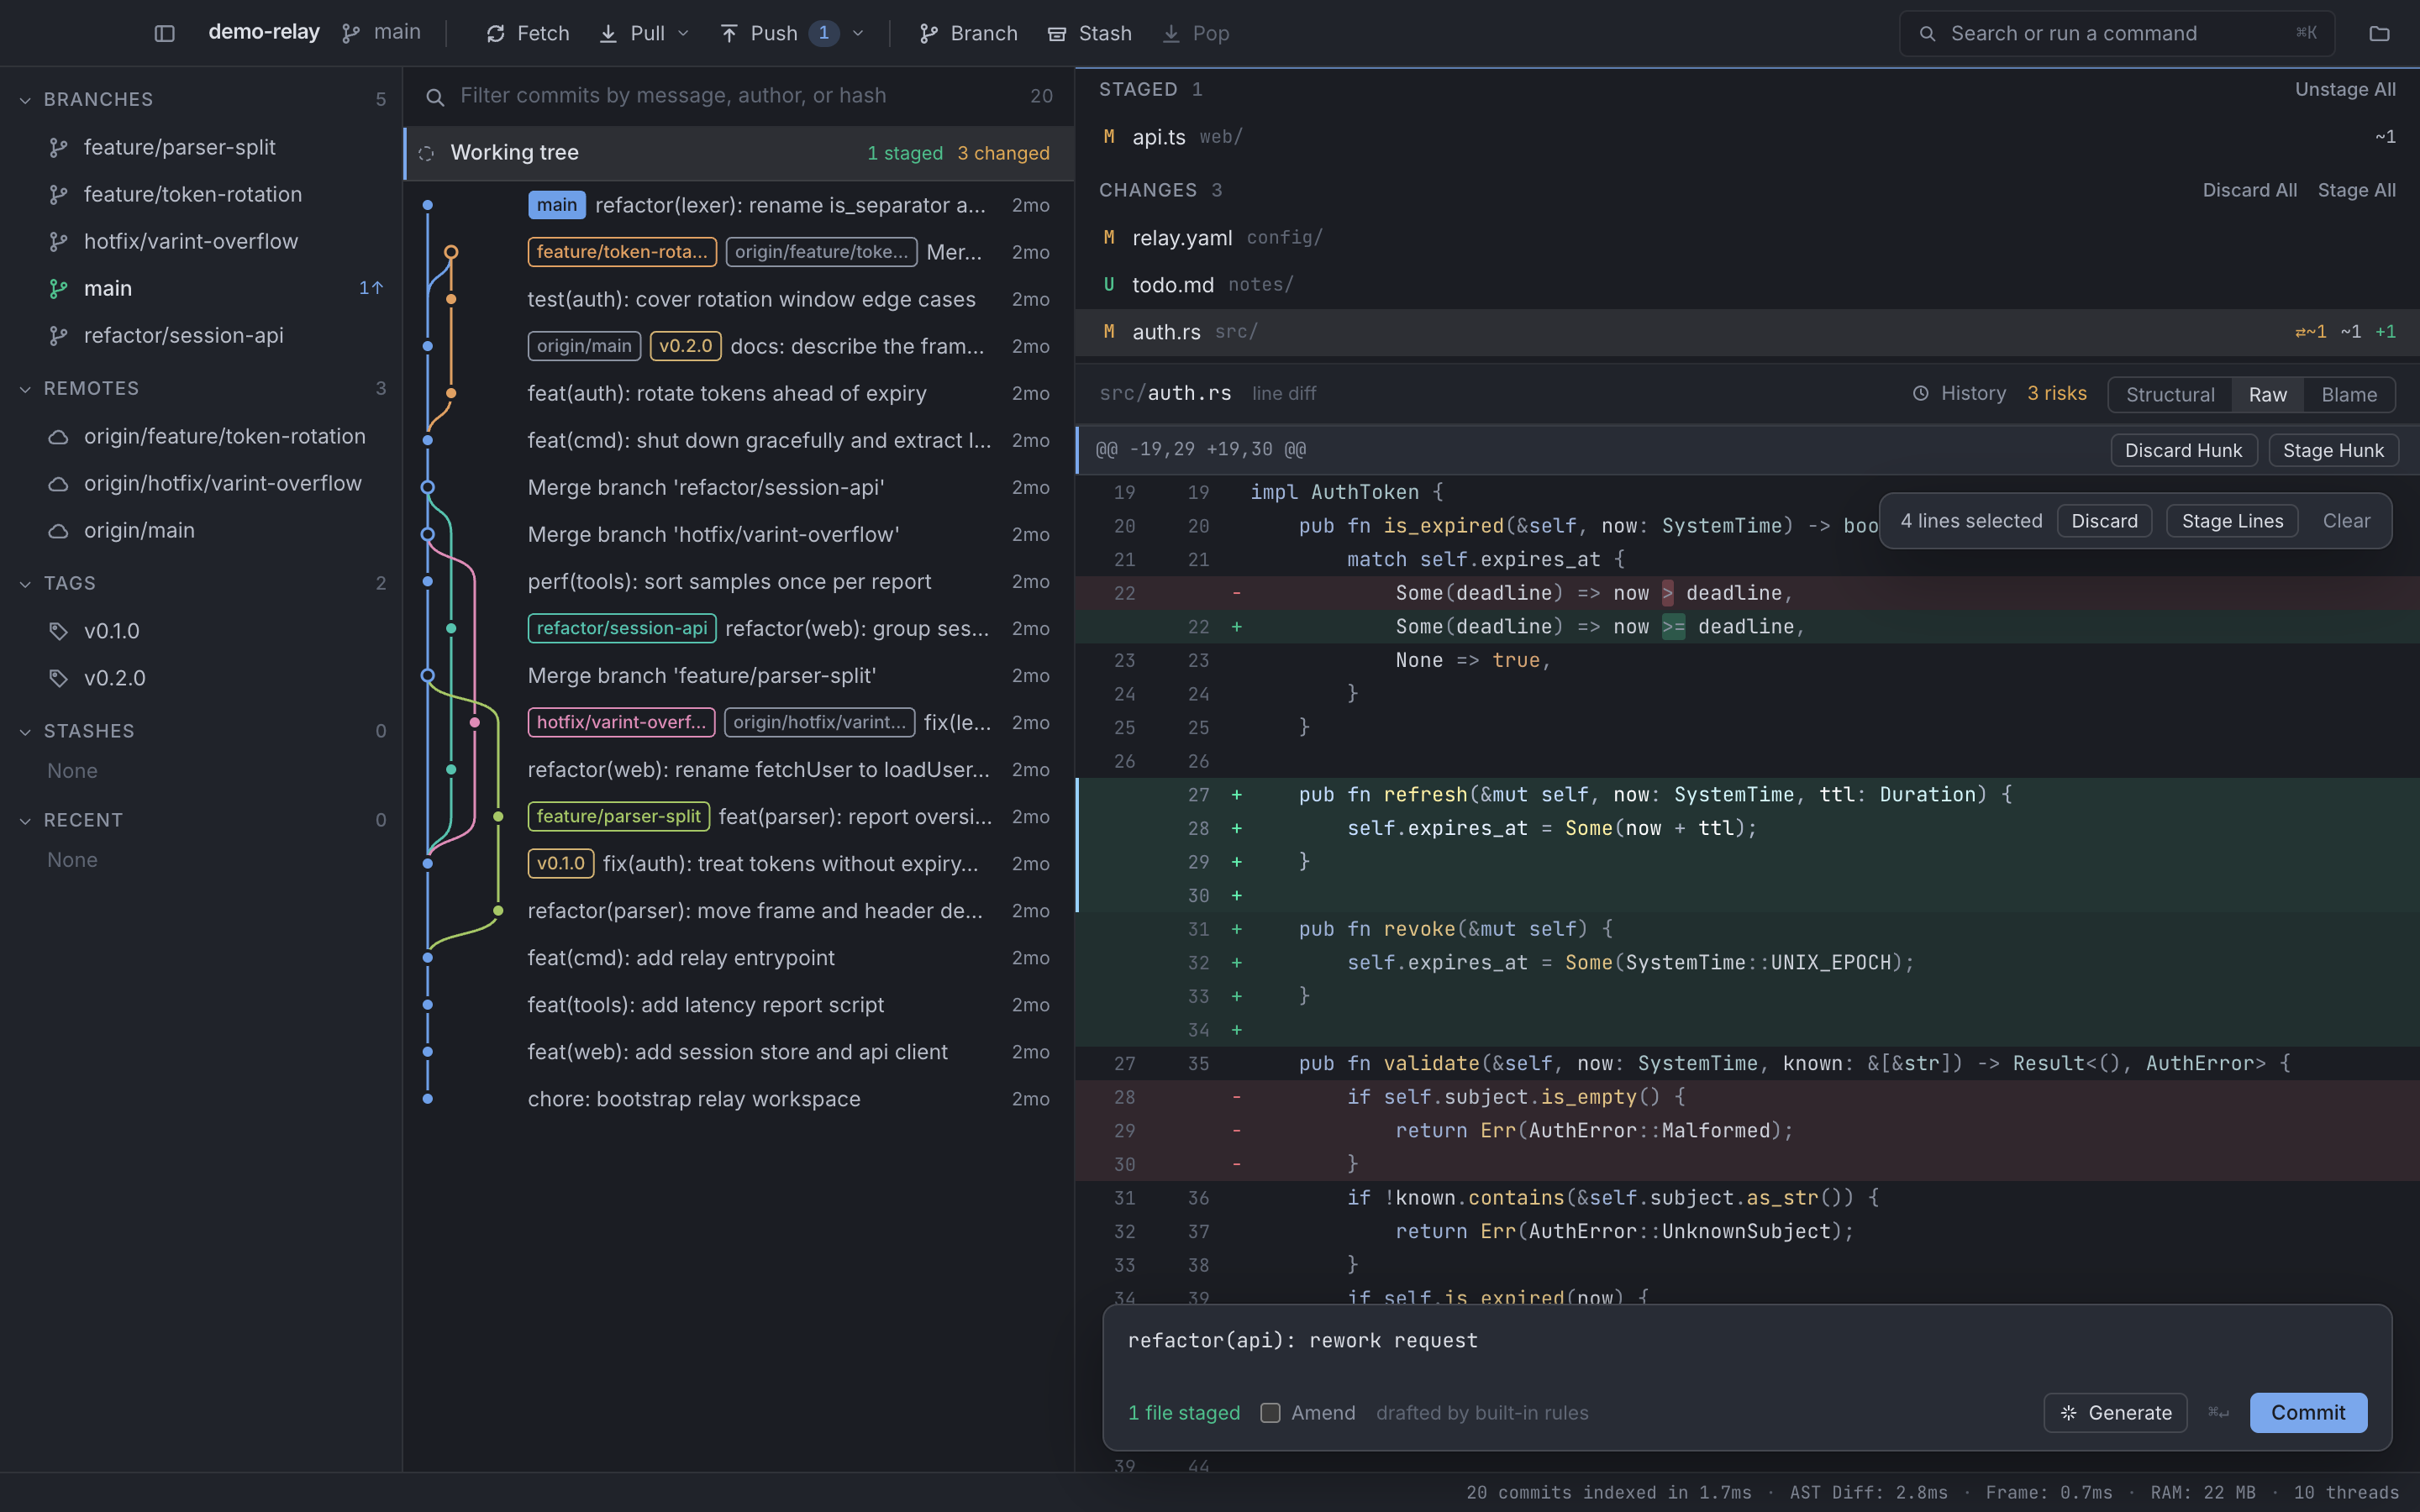 demo-relay main Fetch Pull Push 1 Branch Stash Pop Search or run a command ⌘K
BRANCHES 5
feature/parser-split
feature/token-rotation
hotfix/varint-overflow
main 1↑
refactor/session-api
REMOTES 3
origin/feature/token-rotation
origin/hotfix/varint-overflow
origin/main
TAGS 2
v0.1.0
v0.2.0
STASHES 0
None
RECENT 0
None
Filter commits by message, author, or hash 20
Working tree 1 staged 3 changed
main refactor(lexer): rename is_separator a... 2mo
feature/token-rota... origin/feature/toke... Mer... 2mo
test(auth): cover rotation window edge cases 2mo
origin/main v0.2.0 docs: describe the fram... 2mo
feat(auth): rotate tokens ahead of expiry 2mo
feat(cmd): shut down gracefully and extract l... 2mo
Merge branch 'refactor/session-api' 2mo
Merge branch 'hotfix/varint-overflow' 2mo
perf(tools): sort samples once per report 2mo
refactor/session-api refactor(web): group ses... 2mo
Merge branch 'feature/parser-split' 2mo
hotfix/varint-overf... origin/hotfix/varint... fix(le... 2mo
refactor(web): rename fetchUser to loadUser... 2mo
feature/parser-split feat(parser): report oversi... 2mo
v0.1.0 fix(auth): treat tokens without expiry... 2mo
refactor(parser): move frame and header de... 2mo
feat(cmd): add relay entrypoint 2mo
feat(tools): add latency report script 2mo
feat(web): add session store and api client 2mo
chore: bootstrap relay workspace 2mo
STAGED 1 Unstage All
M api.ts web/ ~1
CHANGES 3 Discard All Stage All
M relay.yaml config/
U todo.md notes/
M auth.rs src/ ⇄~1 ~1 +1
src/auth.rs line diff History 3 risks Structural Raw Blame
@@ -19,29 +19,30 @@ Discard Hunk Stage Hunk
4 lines selected Discard Stage Lines Clear
19 19 impl AuthToken {
20 20 pub fn is_expired(&self, now: SystemTime) -> boo
21 21 match self.expires_at {
22 - Some(deadline) => now > deadline,
22 + Some(deadline) => now >= deadline,
23 23 None => true,
24 24 }
25 25 }
26 26
27 + pub fn refresh(&mut self, now: SystemTime, ttl: Duration) {
28 + self.expires_at = Some(now + ttl);
29 + }
30 +
31 + pub fn revoke(&mut self) {
32 + self.expires_at = Some(SystemTime::UNIX_EPOCH);
33 + }
34 +
27 35 pub fn validate(&self, now: SystemTime, known: &[&str]) -> Result<(), AuthError> {
28 - if self.subject.is_empty() {
29 - return Err(AuthError::Malformed);
30 - }
31 36 if !known.contains(&self.subject.as_str()) {
32 37 return Err(AuthError::UnknownSubject);
33 38 }
34 39 if self.is_expired(now) {
refactor(api): rework request
1 file staged Amend drafted by built-in rules Generate ⌘↵ Commit
39 44
20 commits indexed in 1.7ms · AST Diff: 2.8ms · Frame: 0.7ms · RAM: 22 MB · 10 threads